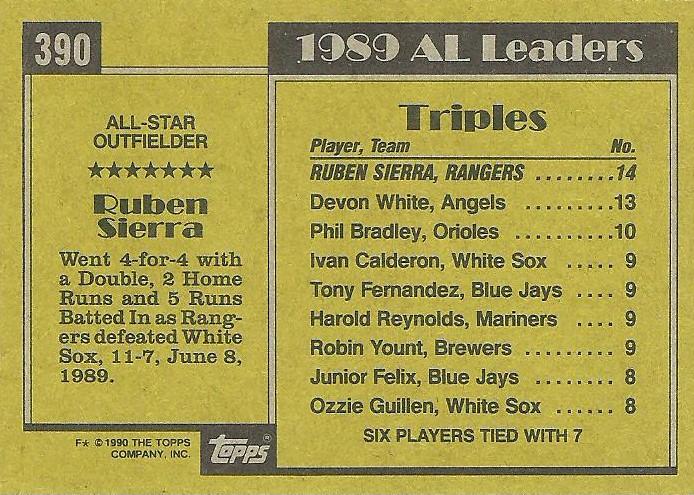 390
ALL-STAR
OUTFIELDER
★★★★★★★
Ruben
Sierra
Went 4-for-4 with
a Double, 2 Home
Runs and 5 Runs
Batted In as Rang-
ers defeated White
Sox, 11-7, June 8,
1989.
F★ ©1990 THE TOPPS
COMPANY, INC.
topps®
1989 AL Leaders
Triples
Player, Team No.
RUBEN SIERRA, RANGERS ........14
Devon White, Angels .........13
Phil Bradley, Orioles .........10
Ivan Calderon, White Sox ..... 9
Tony Fernandez, Blue Jays .... 9
Harold Reynolds, Mariners .... 9
Robin Yount, Brewers ......... 9
Junior Felix, Blue Jays ........ 8
Ozzie Guillen, White Sox ...... 8
SIX PLAYERS TIED WITH 7